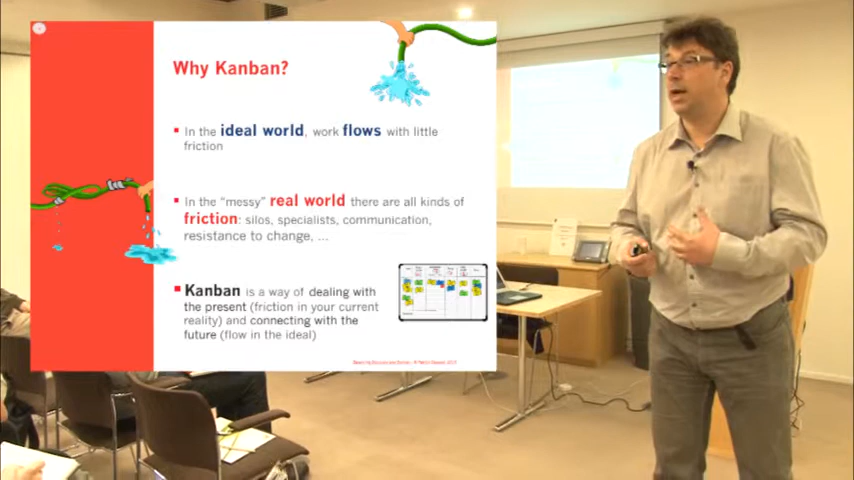 Why Kanban?
▪ In the ideal world, work flows with little
friction
▪ In the “messy” real world there are all kinds of
friction: silos, specialists, communication,
resistance to change, ...
▪ Kanban is a way of dealing with
the present (friction in your current
reality) and connecting with the
future (flow in the ideal)